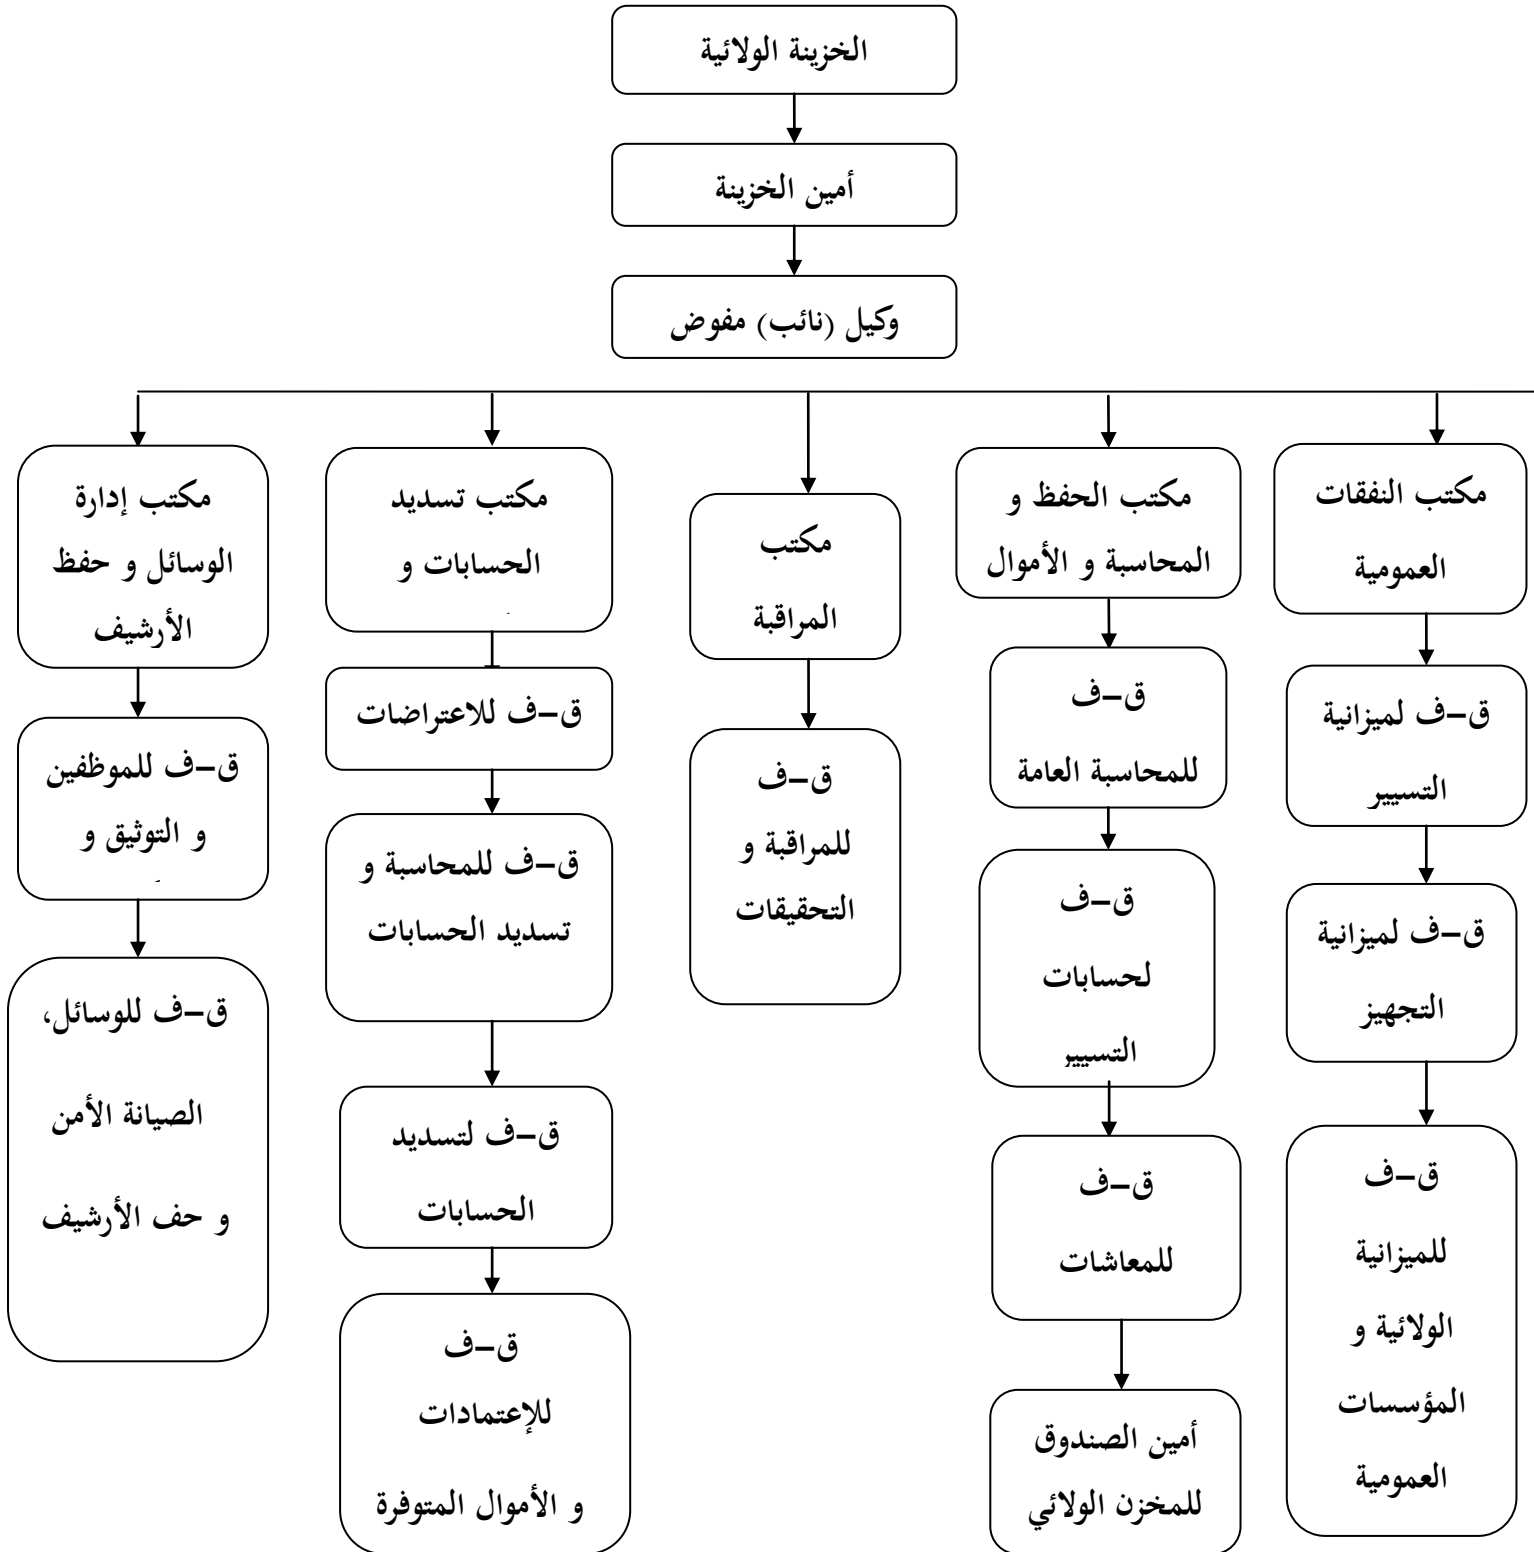 الخزينة الولائية
أمين الخزينة
وكيل (نائب) مفوض
مكتب النفقات
العمومية
ق–ف لميزانية
التسيير
ق–ف لميزانية
التجهيز
ق–ف
للميزانية
الولائية و
المؤسسات
العمومية
مكتب الحفظ و
المحاسبة و الأموال
ق–ف
للمحاسبة العامة
ق–ف
لحسابات
التسيير
ق–ف
للمعاشات
أمين الصندوق
للمخزن الولائي
مكتب
المراقبة
ق–ف
للمراقبة و
التحقيقات
مكتب تسديد
الحسابات و
ق–ف للاعتراضات
ق–ف للمحاسبة و
تسديد الحسابات
ق–ف لتسديد
الحسابات
ق–ف
للإعتمادات
و الأموال المتوفرة
مكتب إدارة
الوسائل و حفظ
الأرشيف
ق–ف للموظفين
و التوثيق و
ق–ف للوسائل،
الصيانة الأمن
و حف الأرشيف